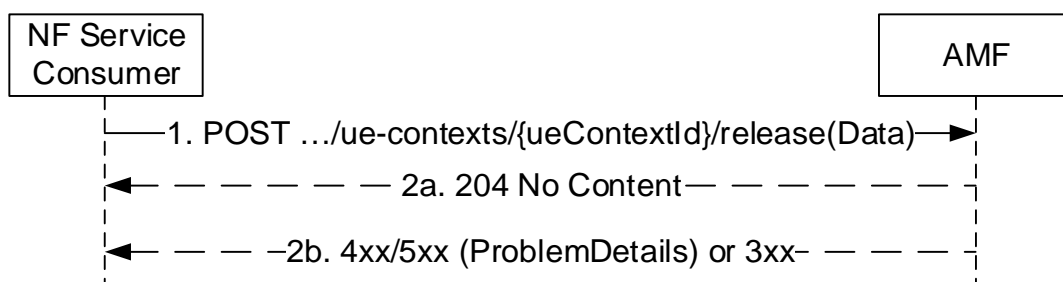 NF Service
Consumer
AMF
1. POST …/ue-contexts/{ueContextId}/release(Data)
2a. 204 No Content
2b. 4xx/5xx (ProblemDetails) or 3xx